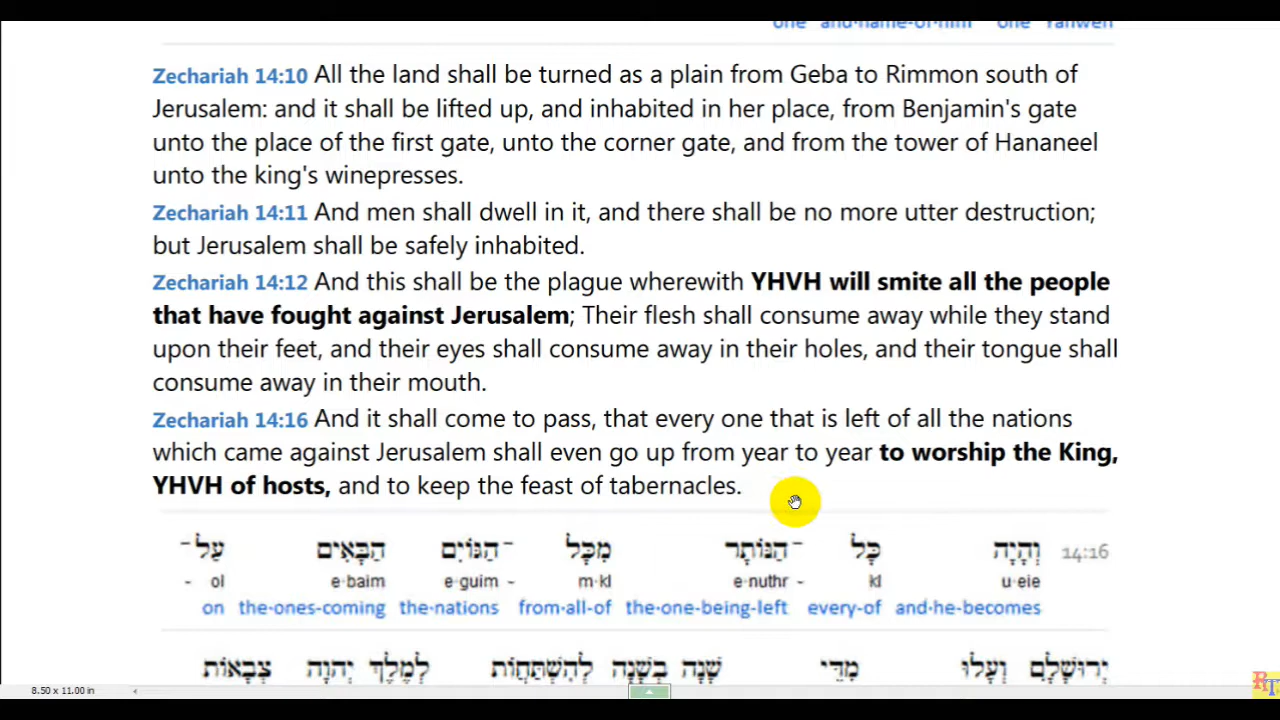 one and-name-of-him one Yahweh
Zechariah 14:10 All the land shall be turned as a plain from Geba to Rimmon south of
Jerusalem: and it shall be lifted up, and inhabited in her place, from Benjamin's gate
unto the place of the first gate, unto the corner gate, and from the tower of Hananeel
unto the king's winepresses.
Zechariah 14:11 And men shall dwell in it, and there shall be no more utter destruction;
but Jerusalem shall be safely inhabited.
Zechariah 14:12 And this shall be the plague wherewith YHVH will smite all the people
that have fought against Jerusalem; Their flesh shall consume away while they stand
upon their feet, and their eyes shall consume away in their holes, and their tongue shall
consume away in their mouth.
Zechariah 14:16 And it shall come to pass, that every one that is left of all the nations
which came against Jerusalem shall even go up from year to year to worship the King,
YHVH of hosts, and to keep the feast of tabernacles.
14:16 וְהָיָה כָּל־ הַנּוֹתָר מִכָּל־ הַגּוֹיִם הַבָּאִים עַל־
- ol e·baim e·guim - m·kl e·nuthr - kl u·eie
on the·ones-coming the·nations from·all-of the·one-being-left every-of and·he-becomes
יְרוּשָׁלִָם וְעָלוּ מִדֵּי שָׁנָה בְשָׁנָה לְהִשְׁתַּחֲוֺת לְמֶלֶךְ יְהוָה צְבָאוֹת
8.50 x 11.00 in
RT